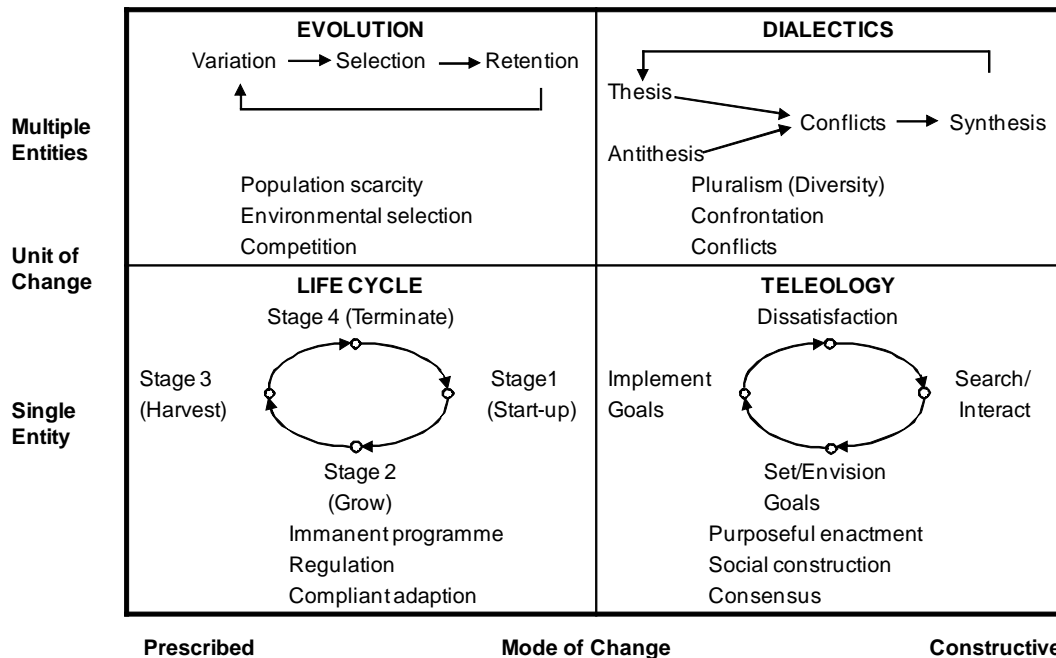 EVOLUTION
Variation Selection Retention
Population scarcity
Environmental selection
Competition
DIALECTICS
Thesis
Conflicts Synthesis
Antithesis
Pluralism (Diversity)
Confrontation
Conflicts
Multiple
Entities
Unit of
Change
Single
Entity
LIFE CYCLE
Stage 4 (Terminate)
Stage 3
(Harvest)
Stage1
(Start-up)
Stage 2
(Grow)
Immanent programme
Regulation
Compliant adaption
TELEOLOGY
Dissatisfaction
Implement
Goals
Search/
Interact
Set/Envision
Goals
Purposeful enactment
Social construction
Consensus
Prescribed Mode of Change Constructive